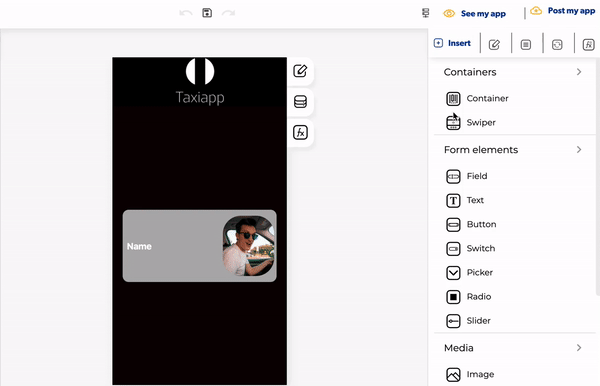 See my app
Post my app
Insert
Taxiapp
Name
Containers
Container
Swiper
Form elements
Field
Text
Button
Switch
Picker
Radio
Slider
Media
Image